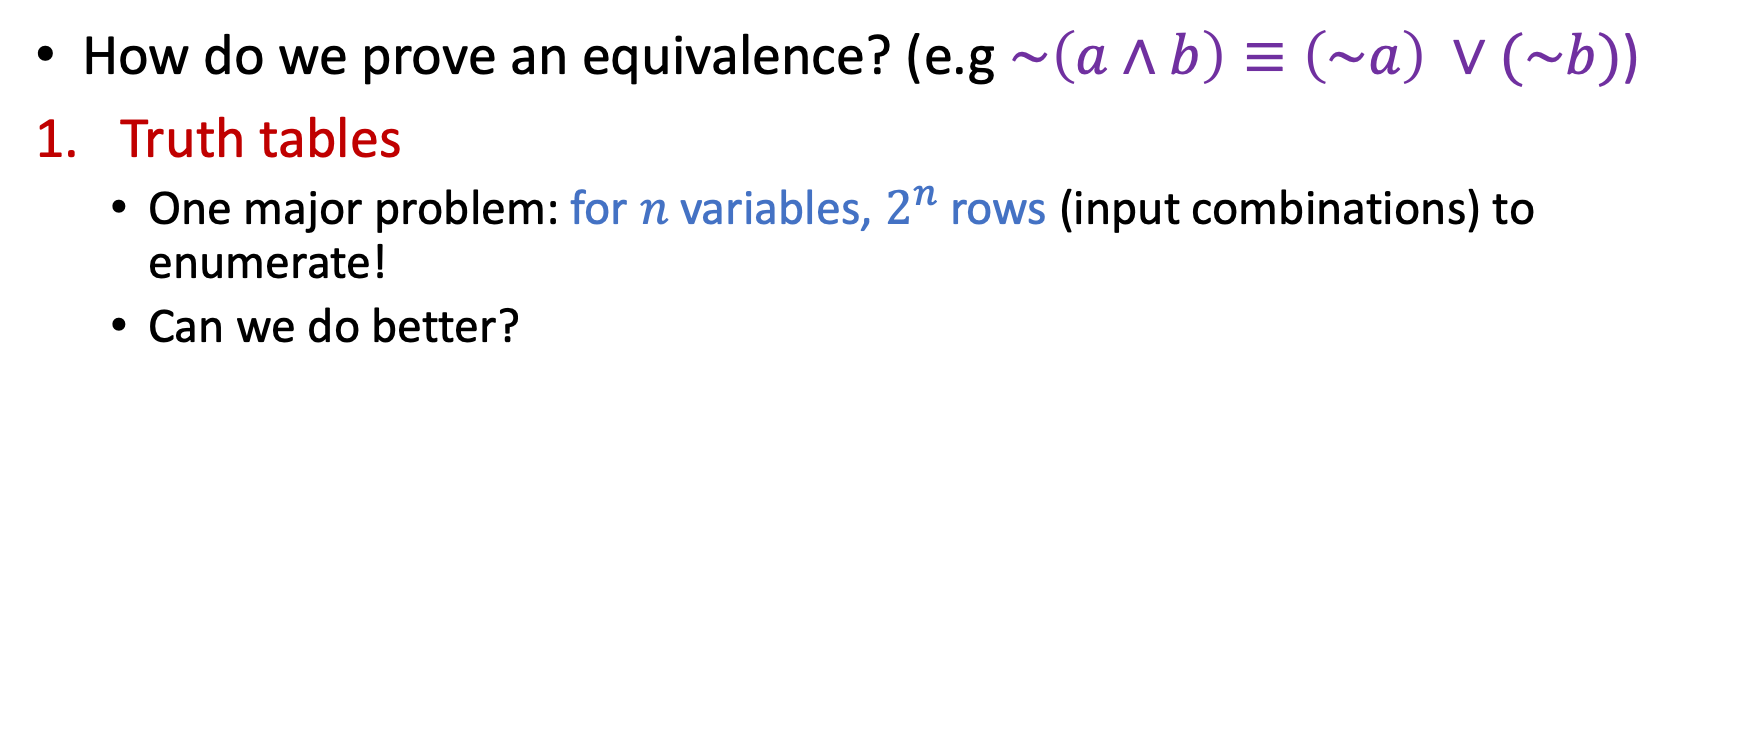 • How do we prove an equivalence? (e.g ~(a ∧ b) ≡ (~a) ∨ (~b))
1. Truth tables
• One major problem: for n variables, 2ⁿ rows (input combinations) to
enumerate!
• Can we do better?